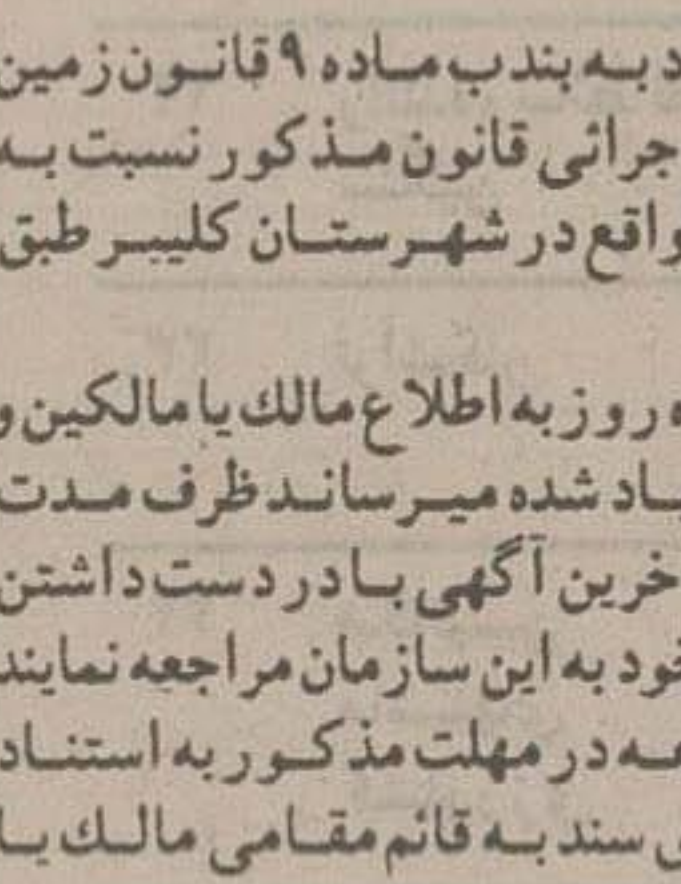 د به بند ب ماده ۹ قانون زمین
جرائی قانون مذکور نسبت به
واقع در شهرستان کلیبر طبق
ه روز به اطلاع مالك یا مالکین و
یاد شده میرساند ظرف مدت
خرین آگهی با در دست داشتن
خود به این سازمان مراجعه نمایند
عه در مهلت مذکور به استناد
ی سند به قائم مقامی مالك یا